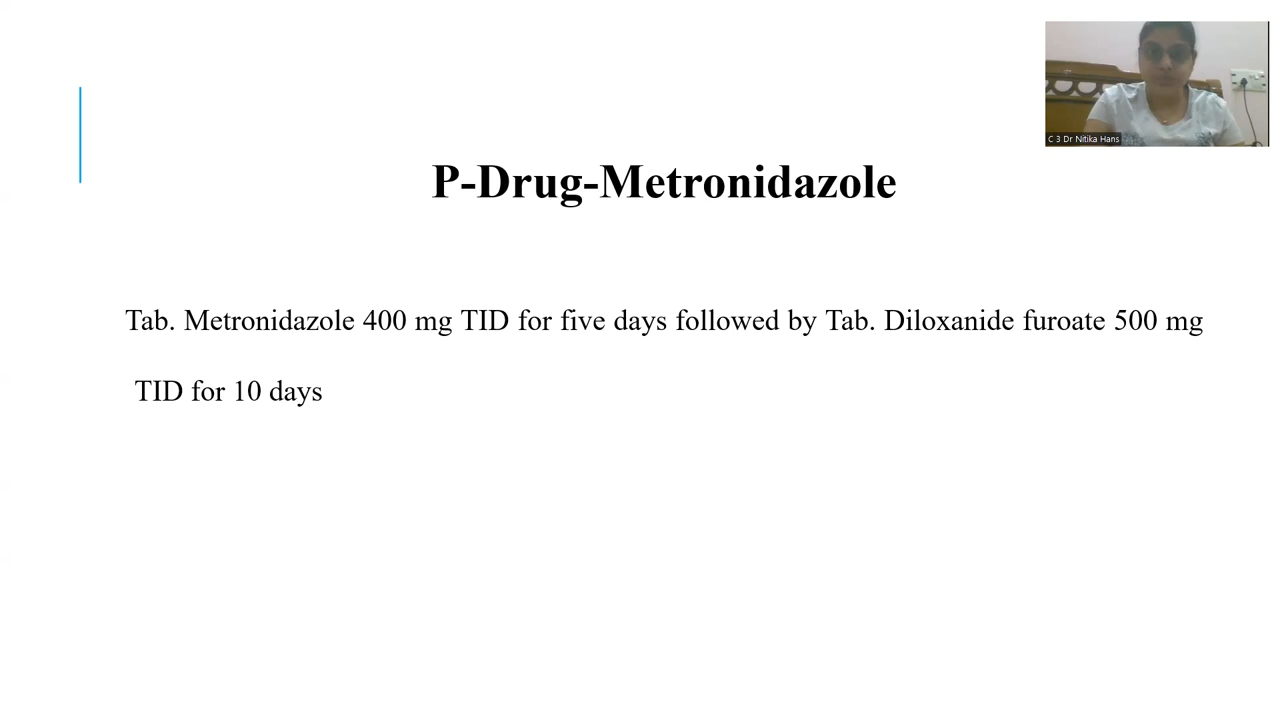 C 3 Dr Nitika Hans
P-Drug-Metronidazole
Tab. Metronidazole 400 mg TID for five days followed by Tab. Diloxanide furoate 500 mg
TID for 10 days